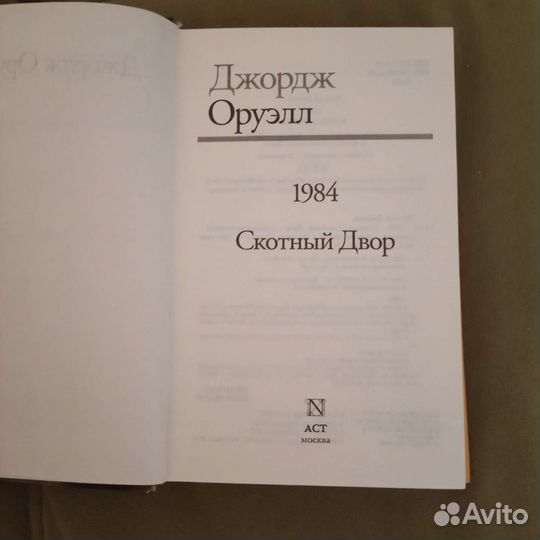 Джордж
Оруэлл
1984
Скотный Двор
N
АСТ
москва
Avito